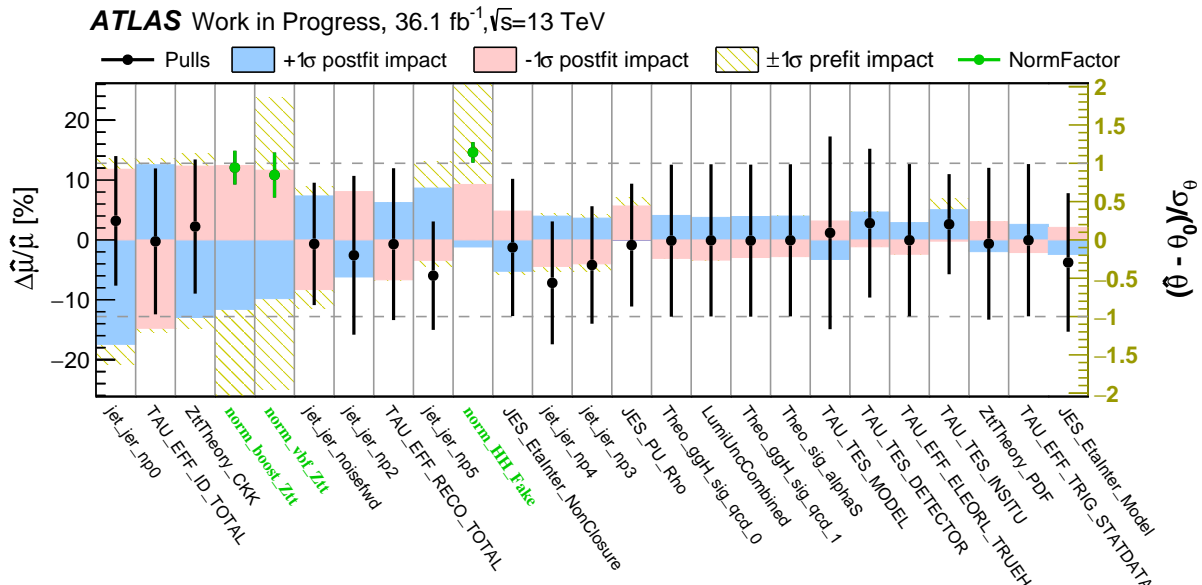 ATLAS Work in Progress, 36.1 fb⁻¹,√s=13 TeV
Pulls
+1σ postfit impact
-1σ postfit impact
±1σ prefit impact
NormFactor
Δμ̂/μ̂ [%]
20
10
0
−10
−20
2
1.5
1
0.5
0
−0.5
−1
−1.5
−2
(θ̂ - θ₀)/σ_θ
jet_jer_np0
TAU_EFF_ID_TOTAL
ZttTheory_CKK
norm_boost_Ztt
norm_vbf_Ztt
jet_jer_noisefwd
jet_jer_np2
TAU_EFF_RECO_TOTAL
jet_jer_np5
norm_HH_Fake
JES_EtaInter_NonClosure
jet_jer_np4
jet_jer_np3
JES_PU_Rho
Theo_ggH_sig_qcd_0
LumiUncCombined
Theo_ggH_sig_qcd_1
Theo_sig_alphaS
TAU_TES_MODEL
TAU_TES_DETECTOR
TAU_EFF_ELEORL_TRUEH
TAU_TES_INSITU
ZttTheory_PDF
TAU_EFF_TRIG_STATDATA
JES_EtaInter_Model